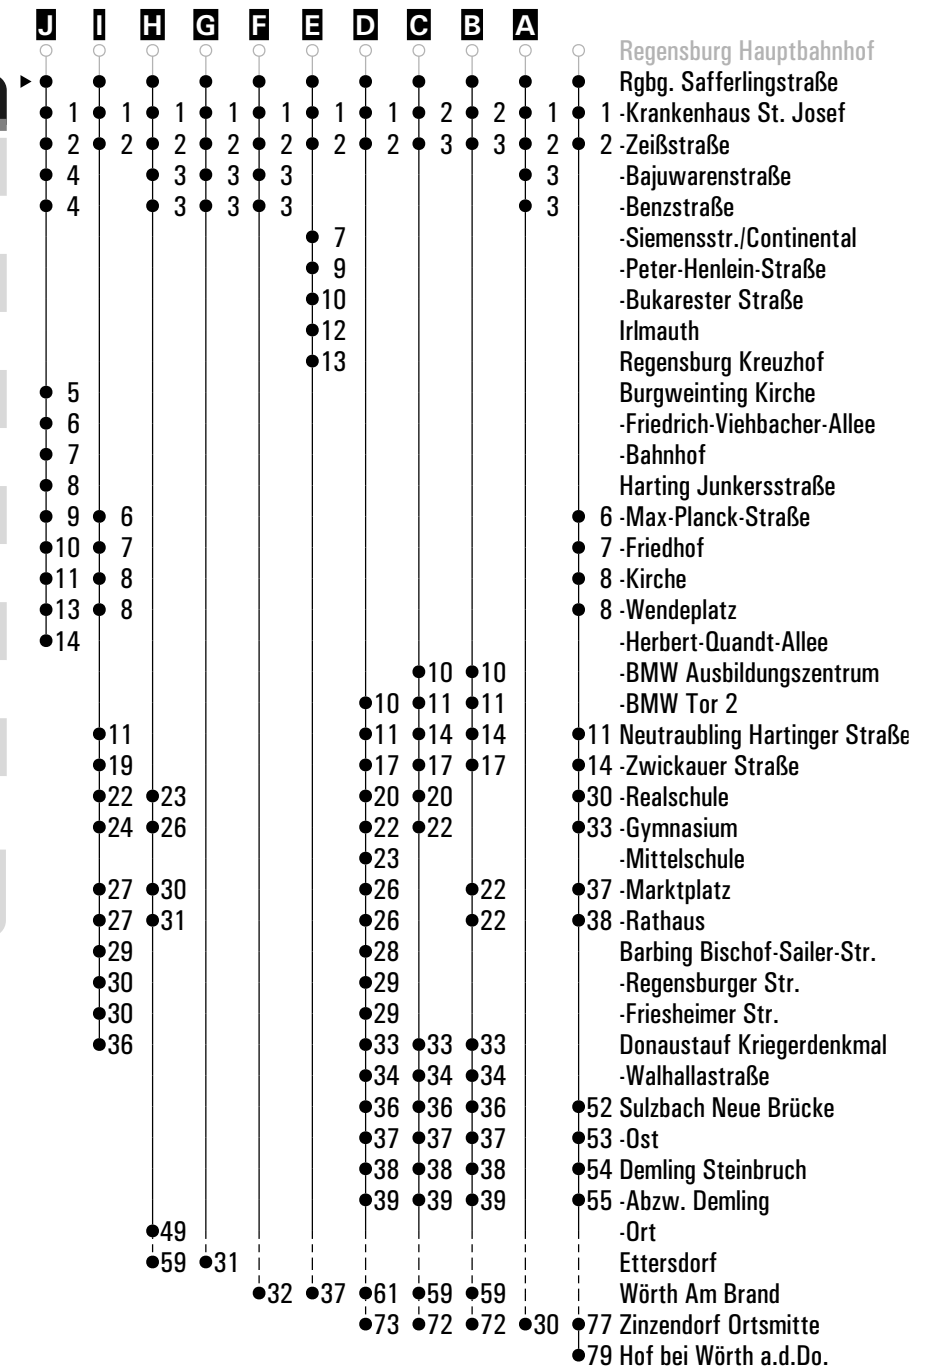 J I H G F E D C B A
Regensburg Hauptbahnhof
Rgbg. Safferlingstraße
1 1 1 1 1 1 1 2 2 1 1 -Krankenhaus St. Josef
2 2 2 2 2 2 2 3 3 2 2 -Zeißstraße
4 3 3 3 3 -Bajuwarenstraße
4 3 3 3 3 -Benzstraße
7 -Siemensstr./Continental
9 -Peter-Henlein-Straße
10 -Bukarester Straße
12 Irlmauth
13 Regensburg Kreuzhof
5 Burgweinting Kirche
6 -Friedrich-Viehbacher-Allee
7 -Bahnhof
8 Harting Junkersstraße
9 6 6 -Max-Planck-Straße
10 7 7 -Friedhof
11 8 8 -Kirche
13 8 8 -Wendeplatz
14 -Herbert-Quandt-Allee
10 10 -BMW Ausbildungszentrum
10 11 11 -BMW Tor 2
11 11 14 14 11 Neutraubling Hartinger Straße
19 17 17 17 14 -Zwickauer Straße
22 23 20 20 30 -Realschule
24 26 22 22 33 -Gymnasium
23 -Mittelschule
27 30 26 22 37 -Marktplatz
27 31 26 22 38 -Rathaus
29 28 Barbing Bischof-Sailer-Str.
30 29 -Regensburger Str.
30 29 -Friesheimer Str.
36 33 33 33 Donaustauf Kriegerdenkmal
34 34 34 -Walhallastraße
36 36 36 52 Sulzbach Neue Brücke
37 37 37 53 -Ost
38 38 38 54 Demling Steinbruch
39 39 39 55 -Abzw. Demling
49 -Ort
59 31 Ettersdorf
32 37 61 59 59 Wörth Am Brand
73 72 72 30 77 Zinzendorf Ortsmitte
79 Hof bei Wörth a.d.Do.